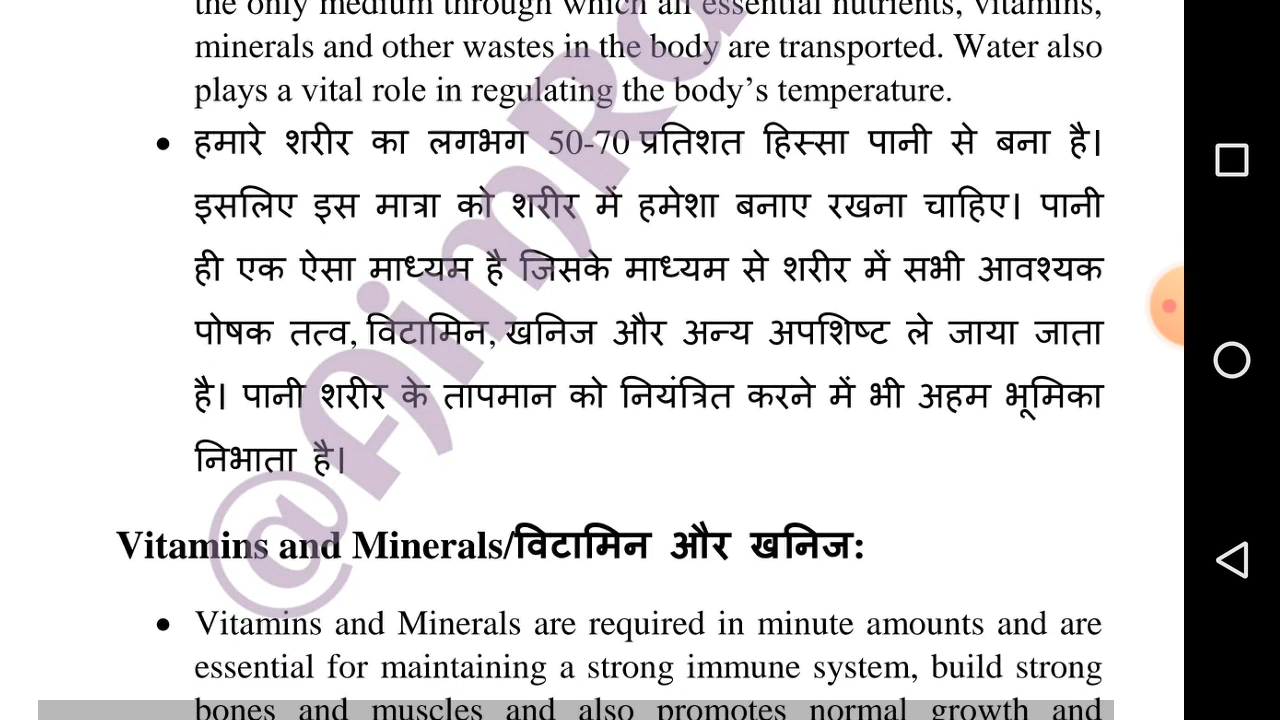 the only medium through which all essential nutrients, vitamins,
minerals and other wastes in the body are transported. Water also
plays a vital role in regulating the body's temperature.
• हमारे शरीर का लगभग 50-70 प्रतिशत हिस्सा पानी से बना है।
इसलिए इस मात्रा को शरीर में हमेशा बनाए रखना चाहिए। पानी
ही एक ऐसा माध्यम है जिसके माध्यम से शरीर में सभी आवश्यक
पोषक तत्व, विटामिन, खनिज और अन्य अपशिष्ट ले जाया जाता
है। पानी शरीर के तापमान को नियंत्रित करने में भी अहम भूमिका
निभाता है।
Vitamins and Minerals/विटामिन और खनिज:
• Vitamins and Minerals are required in minute amounts and are
essential for maintaining a strong immune system, build strong
bones and muscles and also promotes normal growth and